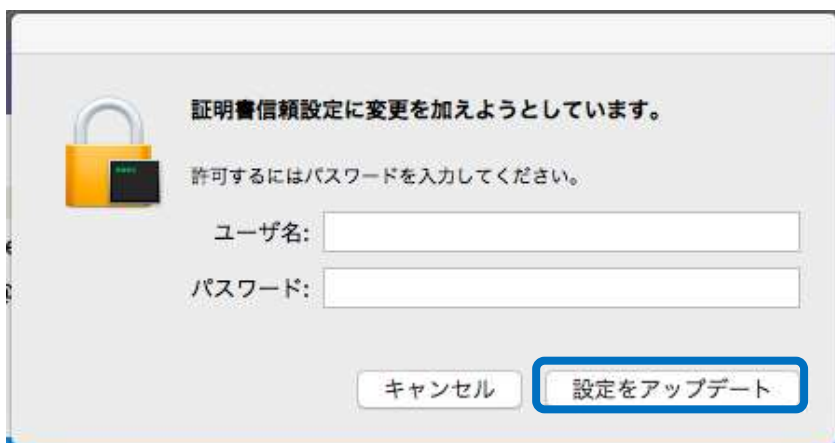 証明書信頼設定に変更を加えようとしています。
許可するにはパスワードを入力してください。
ユーザ名:
パスワード:
キャンセル 設定をアップデート